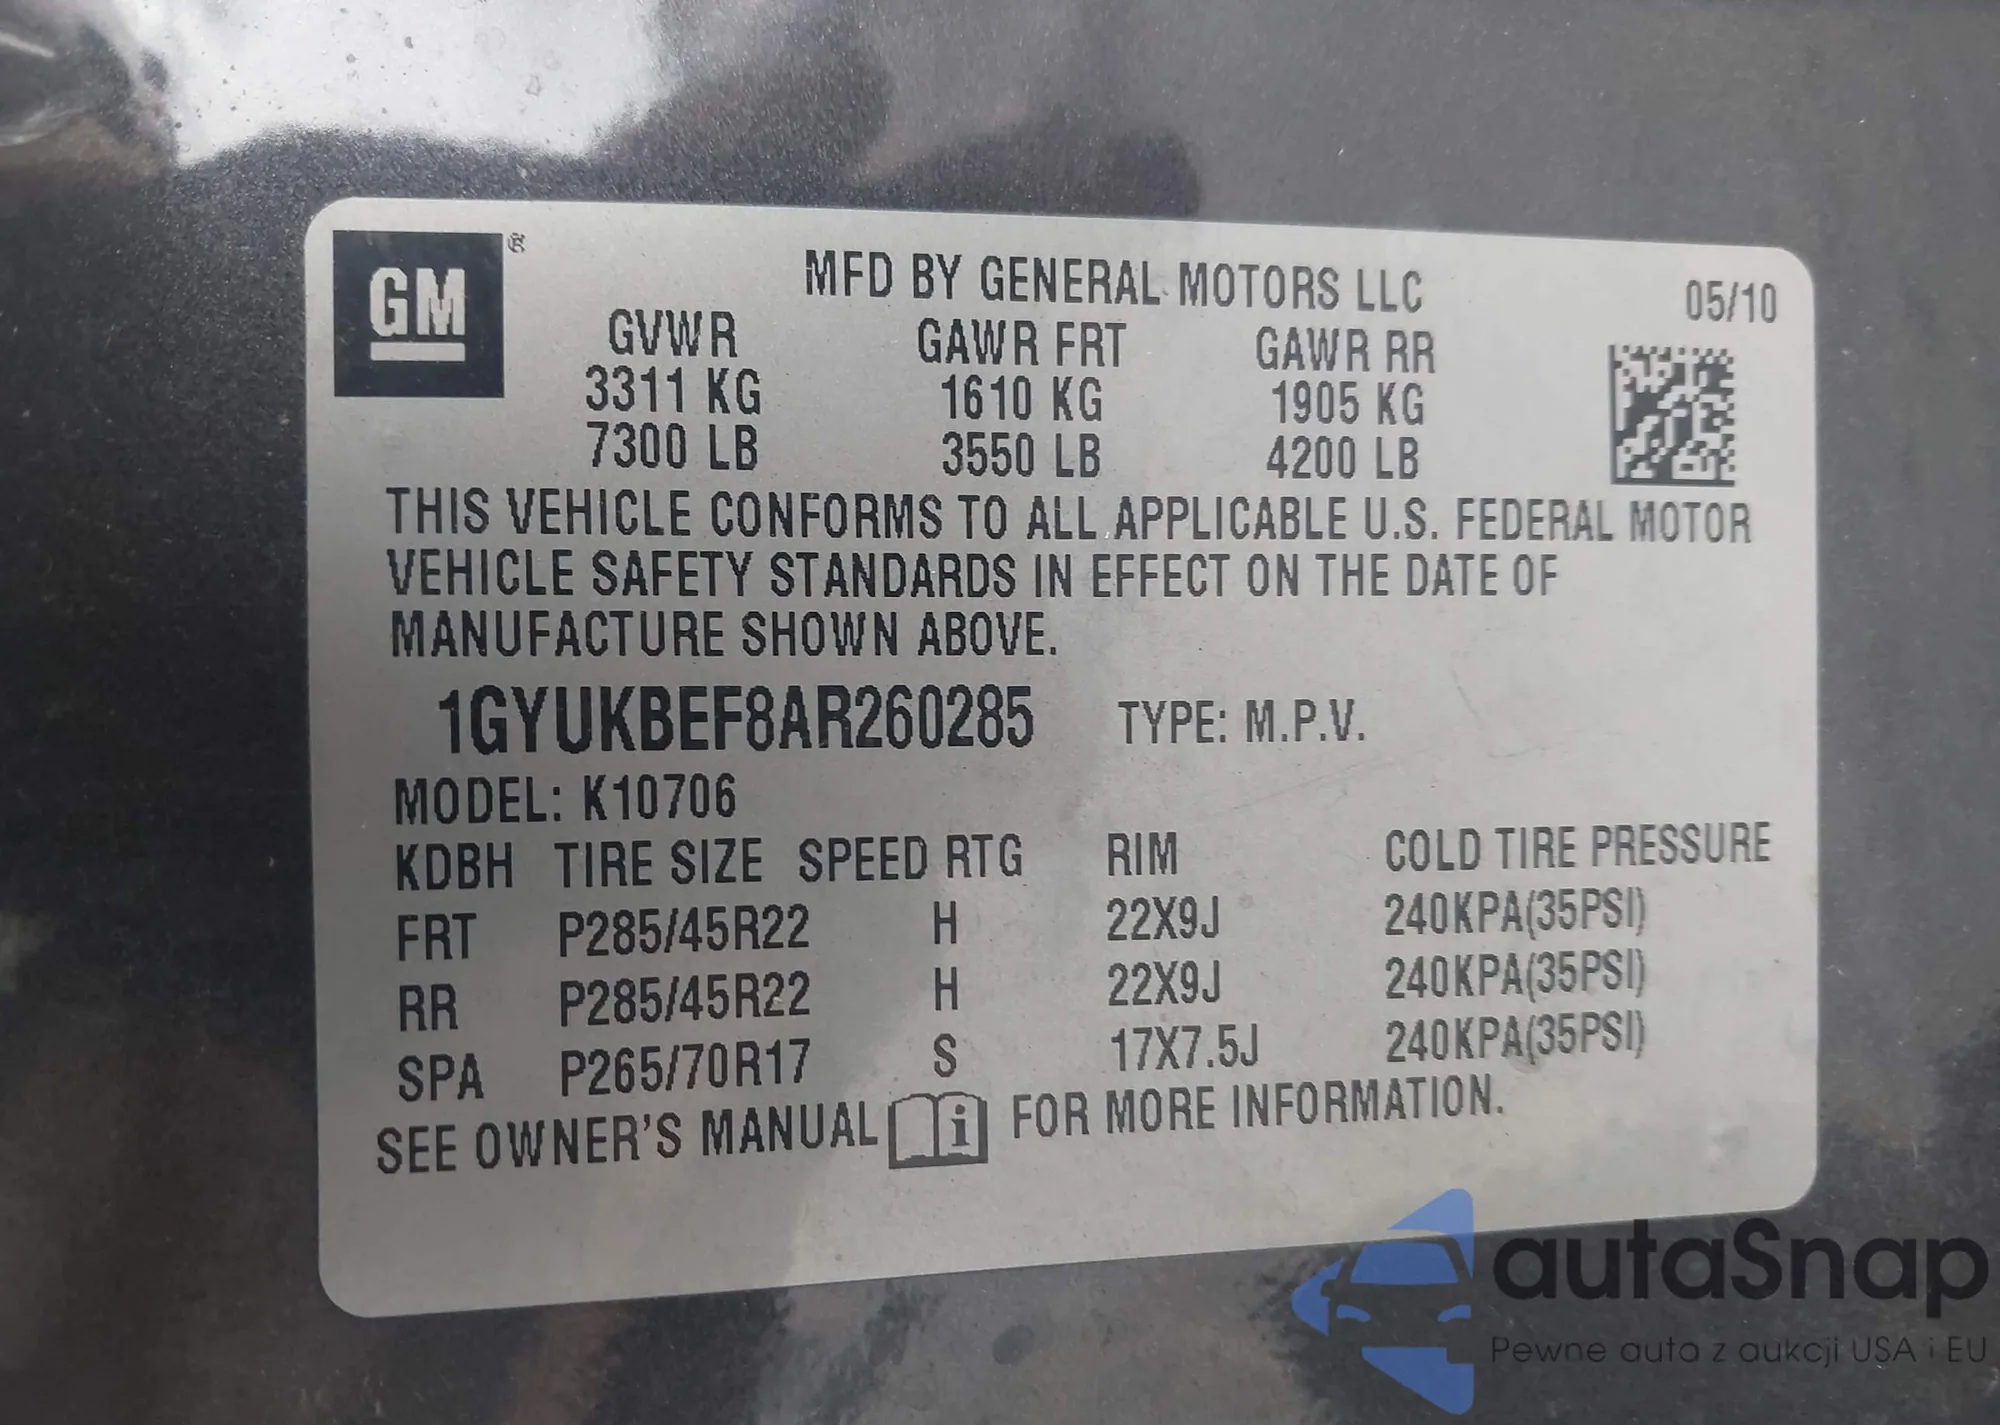 GM®
MFD BY GENERAL MOTORS LLC
05/10
GVWR GAWR FRT GAWR RR
3311 KG 1610 KG 1905 KG
7300 LB 3550 LB 4200 LB
THIS VEHICLE CONFORMS TO ALL APPLICABLE U.S. FEDERAL MOTOR
VEHICLE SAFETY STANDARDS IN EFFECT ON THE DATE OF
MANUFACTURE SHOWN ABOVE.
1GYUKBEF8AR260285 TYPE: M.P.V.
MODEL: K10706
KDBH TIRE SIZE SPEED RTG RIM COLD TIRE PRESSURE
FRT P285/45R22 H 22X9J 240KPA(35PSI)
RR P285/45R22 H 22X9J 240KPA(35PSI)
SPA P265/70R17 S 17X7.5J 240KPA(35PSI)
SEE OWNER'S MANUAL i FOR MORE INFORMATION.
autaSnap
Pewne auta z aukcji USA i EU